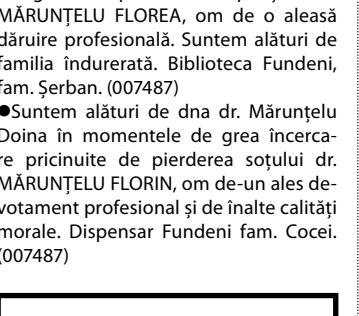 MĂRUNȚELU FLOREA, om de o aleasă
dăruire profesională. Suntem alături de
familia îndurerată. Biblioteca Fundeni,
fam. Șerban. (007487)
●Suntem alături de dna dr. Mărunțelu
Doina în momentele de grea încerca-
re pricinuite de pierderea soțului dr.
MĂRUNȚELU FLORIN, om de-un ales de-
votament profesional și de înalte calități
morale. Dispensar Fundeni fam. Cocei.
(007487)